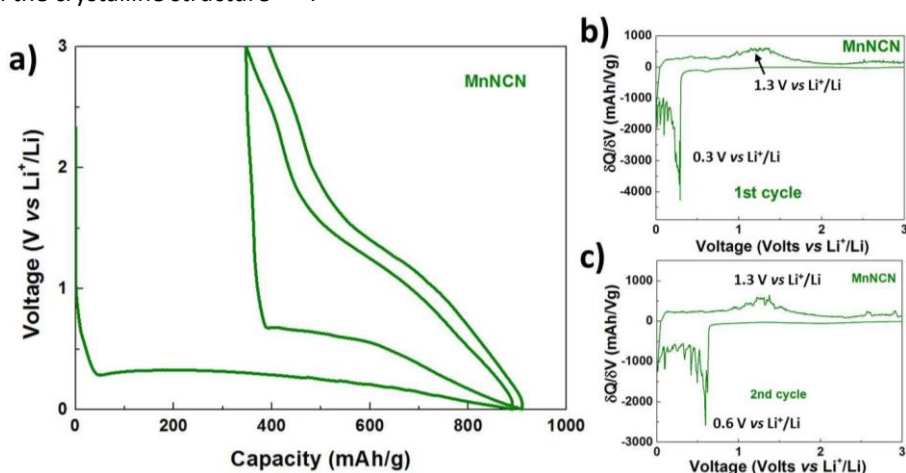 the crystalline structure
a)
MnNCN
Voltage (V vs Li⁺/Li)
3
2
1
0
0 200 400 600 800 1000
Capacity (mAh/g)
b)
MnNCN
δQ/δV (mAh/Vg)
1000
0
-1000
-2000
-3000
-4000
1.3 V vs Li⁺/Li
0.3 V vs Li⁺/Li
1st cycle
0 1 2 3
Voltage (Volts vs Li⁺/Li)
c)
1.3 V vs Li⁺/Li
MnNCN
δQ/δV (mAh/Vg)
1000
0
-1000
-2000
-3000
2nd cycle
0.6 V vs Li⁺/Li
0 1 2 3
Voltage (Volts vs Li⁺/Li)